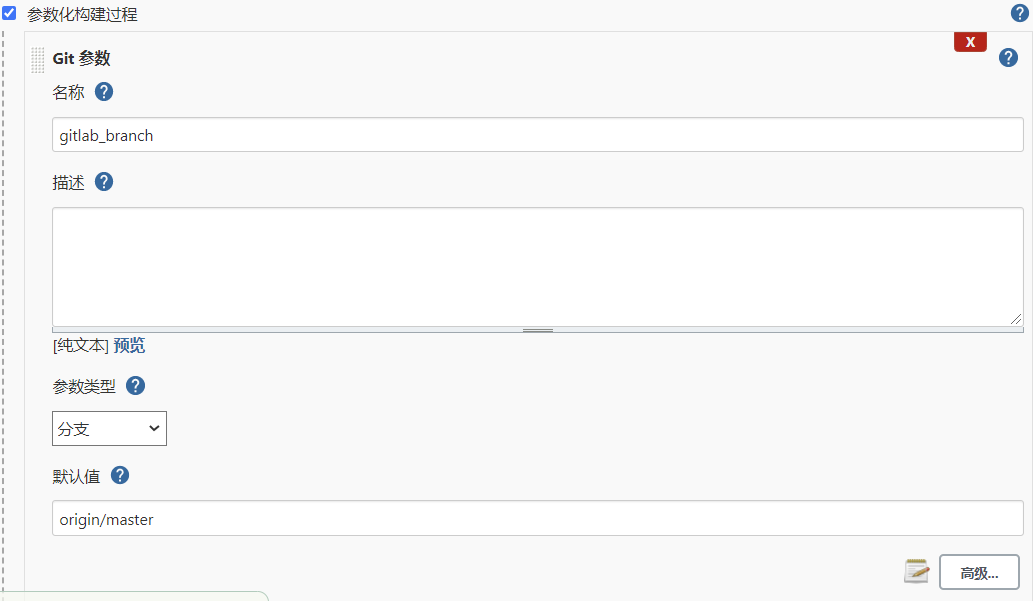 参数化构建过程
X
Git 参数
名称
gitlab_branch
描述
[纯文本] 预览
参数类型
分支
默认值
origin/master
高级...